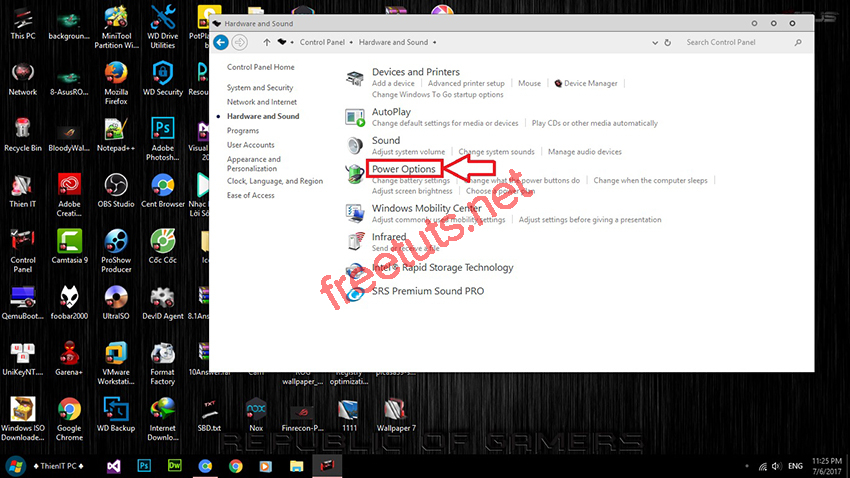 Hardware and Sound
Control Panel
Hardware and Sound
Search Control Panel
Control Panel Home
System and Security
Network and Internet
Hardware and Sound
Programs
User Accounts
Appearance and
Personalization
Clock, Language, and Region
Ease of Access
Devices and Printers
Add a device
Advanced printer setup
Mouse
Device Manager
Change Windows To Go startup options
AutoPlay
Change default settings for media or devices
Play CDs or other media automatically
Sound
Adjust system volume
Change system sounds
Manage audio devices
Power Options
Change battery settings
Change what the power buttons do
Change when the computer sleeps
Adjust screen brightness
Choose a power plan
Windows Mobility Center
Adjust commonly used mobility settings
Adjust settings before giving a presentation
Infrared
Send or receive a file
Intel® Rapid Storage Technology
SRS Premium Sound PRO
freetuts.net
This PC
backgroun...
MiniTool
Partition Wi...
WD Drive
Utilities
Network
8-AsusRO...
Mozilla
Firefox
WD Security
Recycle Bin
BloodyWal...
Notepad++
Adobe
Photosh...
Thien IT
Adobe
Creati...
OBS Studio
Cent Browser
Control
Panel
Camtasia 9
ProShow
Producer
Cốc Cốc
QemuBoot...
foobar2000
UltraISO
DevID Agent
8.1Ans...
UniKeyNT...
Garena+
VMware
Workstati...
Format
Factory
10Answer...
Windows ISO
Downloa...
Google
Chrome
WD Backup
Internet
Downlo...
SBD.txt
Nox
Finecon-P...
1111
Wallpaper 7
wallpaper_...
optimizati...
REPUBLIC OF GAMERS
♦ ThienIT PC ♦
ENG
11:25 PM
7/6/2017